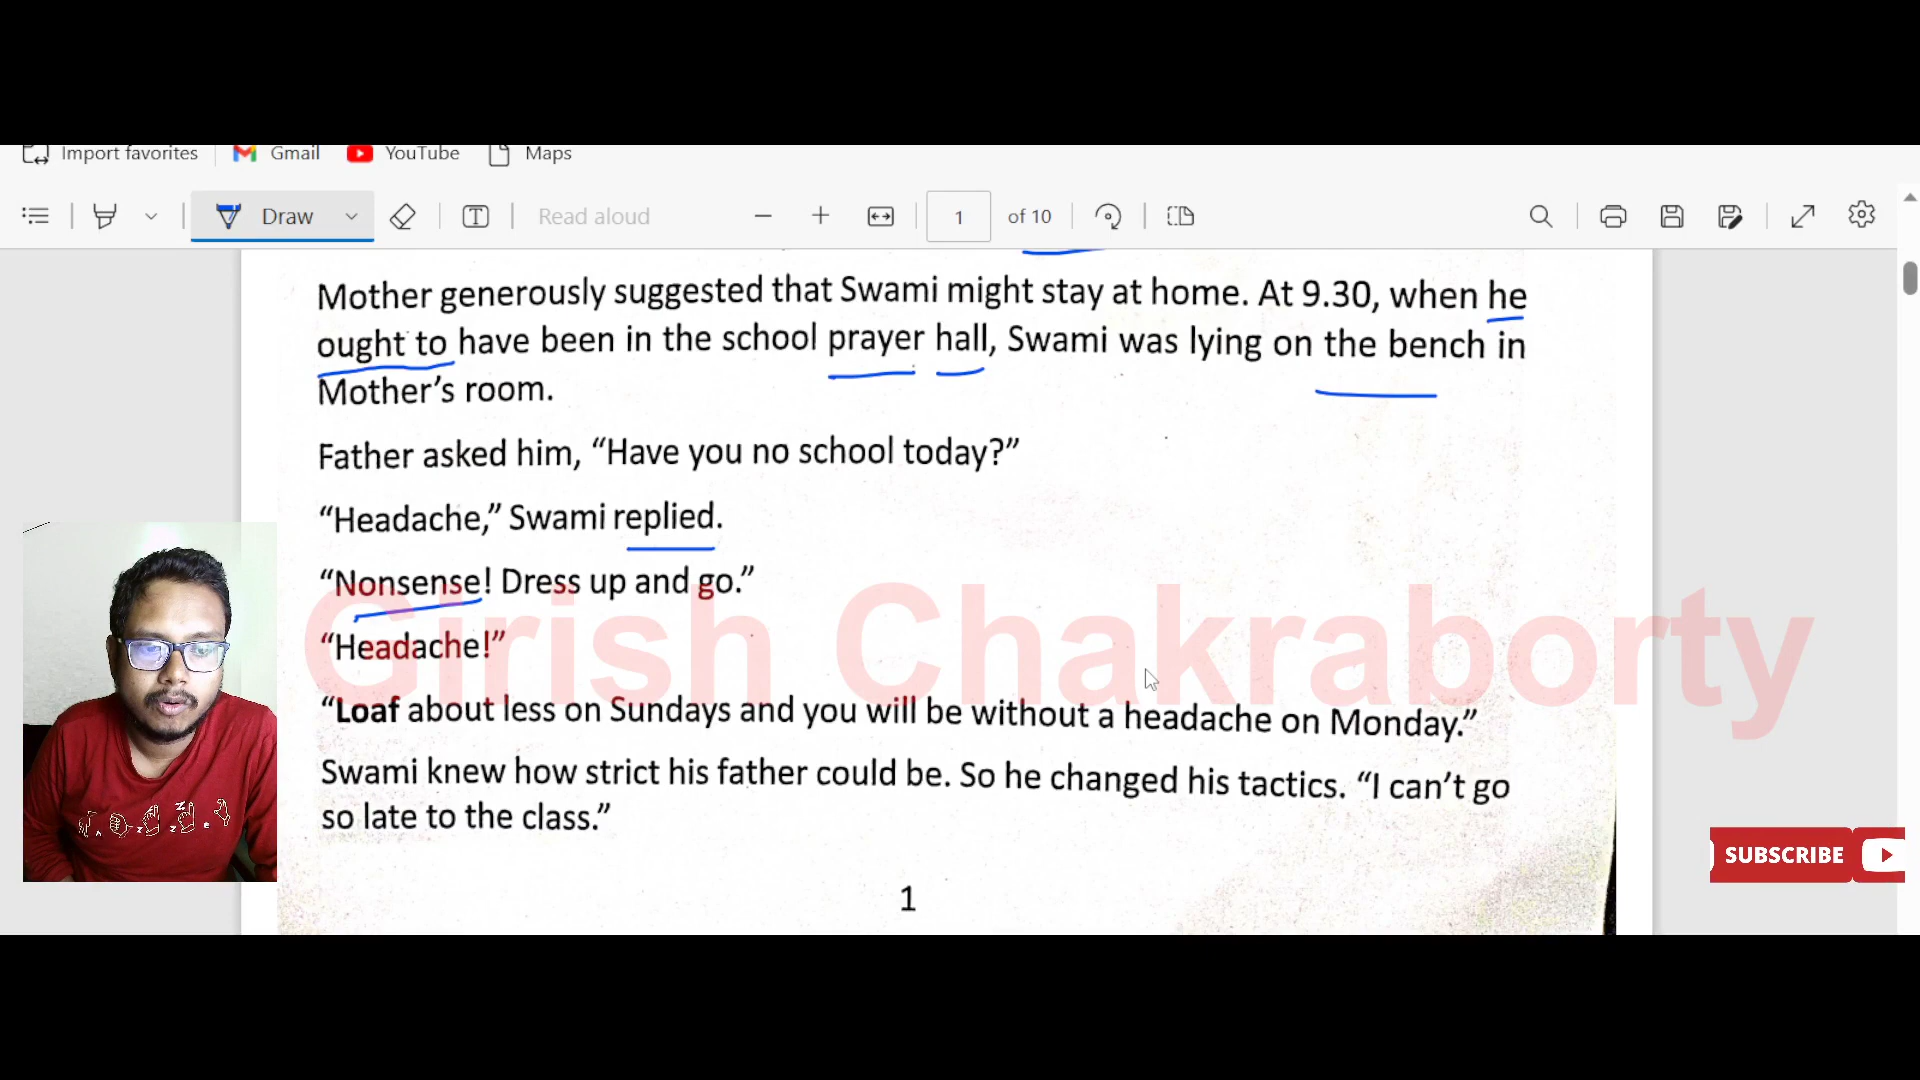 Import favorites Gmail YouTube Maps
Draw Read aloud 1 of 10
Mother generously suggested that Swami might stay at home. At 9.30, when he
ought to have been in the school prayer hall, Swami was lying on the bench in
Mother’s room.
Father asked him, “Have you no school today?”
“Headache,” Swami replied.
“Nonsense! Dress up and go.”
“Headache!”
Girish Chakraborty
“Loaf about less on Sundays and you will be without a headache on Monday.”
Swami knew how strict his father could be. So he changed his tactics. “I can’t go
so late to the class.”
SUBSCRIBE
1